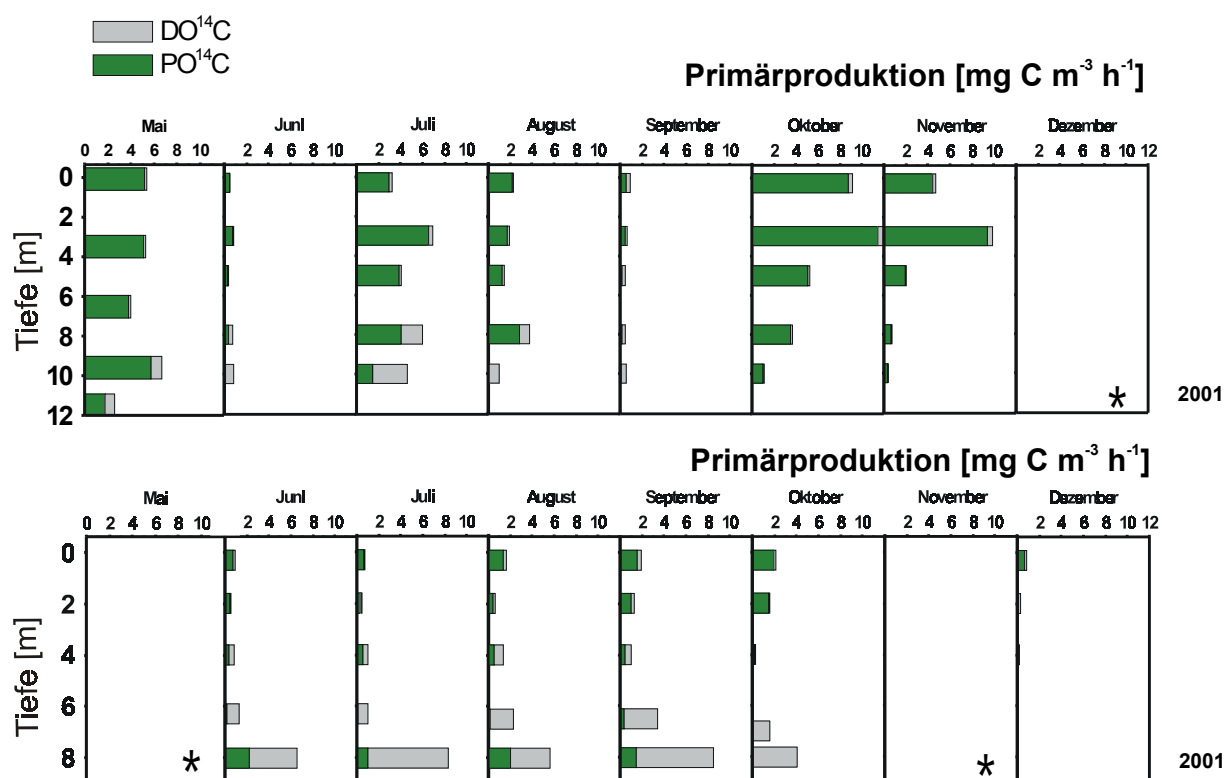 DO¹⁴C
PO¹⁴C
Primärproduktion [mg C m⁻³ h⁻¹]
Mai Juni Juli August September Oktober November Dezember
0 2 4 6 8 10 2 4 6 8 10 2 4 6 8 10 2 4 6 8 10 2 4 6 8 10 2 4 6 8 10 2 4 6 8 10 2 4 6 8 10 12
Tiefe [m]
0
2
4
6
8
10
12
*
2001
Primärproduktion [mg C m⁻³ h⁻¹]
Mai Juni Juli August September Oktober November Dezember
0 2 4 6 8 10 2 4 6 8 10 2 4 6 8 10 2 4 6 8 10 2 4 6 8 10 2 4 6 8 10 2 4 6 8 10 2 4 6 8 10 12
Tiefe [m]
0
2
4
6
8
* *
2001